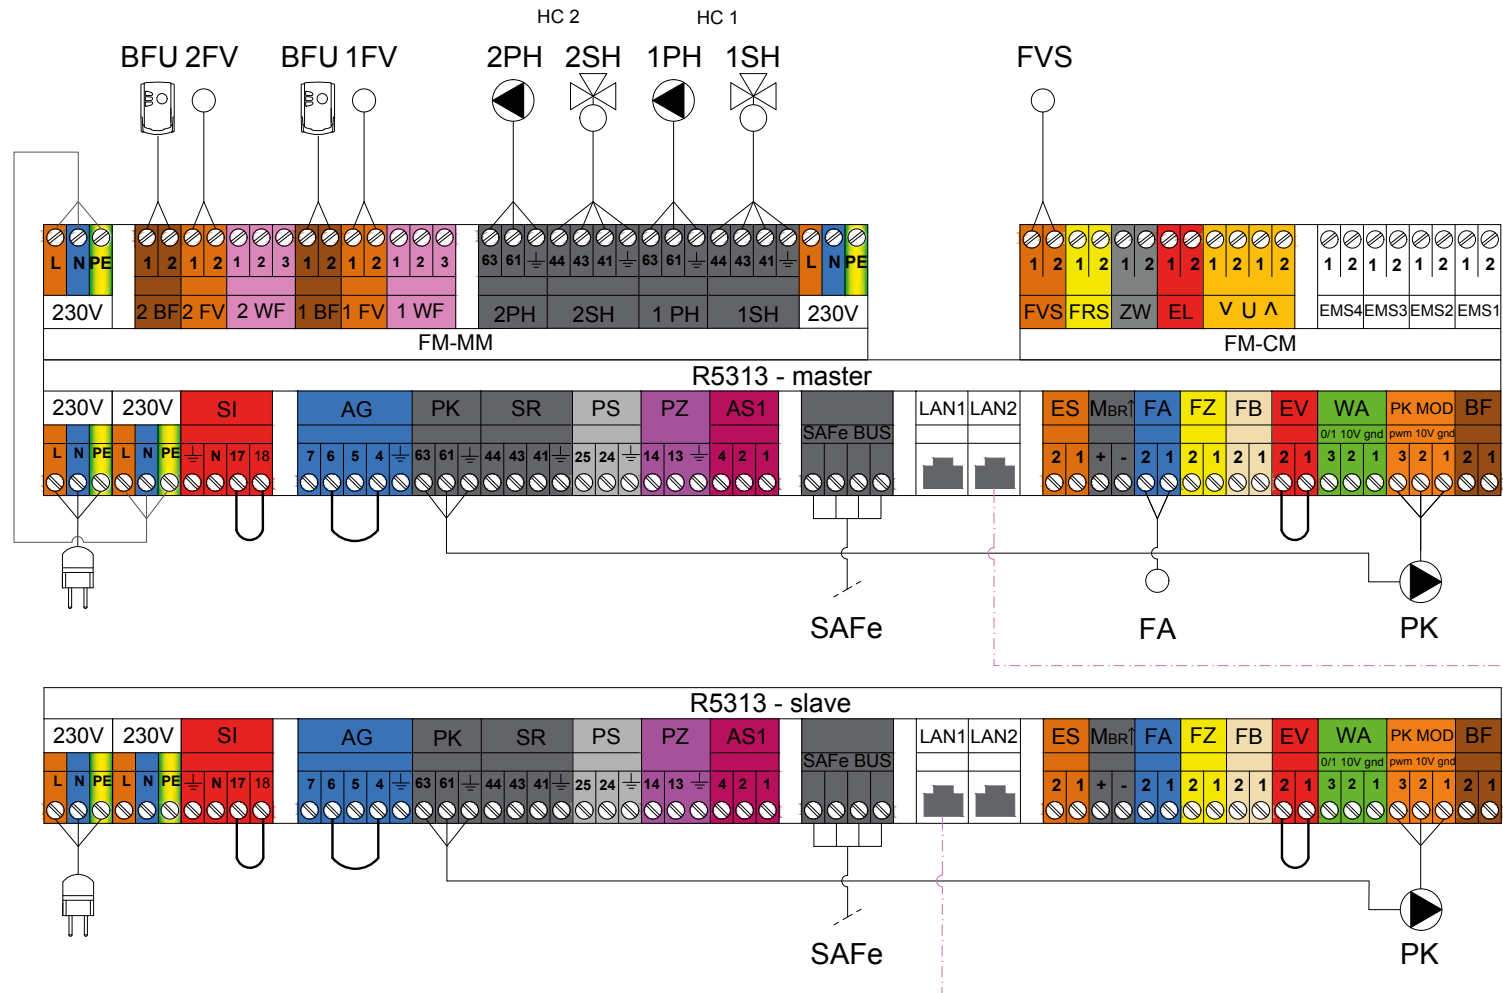 HC 2 HC 1
BFU 2FV BFU 1FV 2PH 2SH 1PH 1SH FVS
1 2 1 2 1 2 3 1 2 1 2 1 2 3 63 61 44 43 41 63 61 44 43 41 1 2 1 2 1 2 1 2 1 2 1 2 1 2 1 2 1 2 1 2
L N PE L N PE
230V 2 BF 2 FV 2 WF 1 BF 1 FV 1 WF 2PH 2SH 1 PH 1SH 230V FVS FRS ZW EL V U Λ EMS4 EMS3 EMS2 EMS1
FM-MM FM-CM
R5313 - master
230V 230V SI AG PK SR PS PZ AS1 LAN1 LAN2 ES MBR↑ FA FZ FB EV WA PK MOD BF
SAFe BUS 0/1 10V gnd pwm 10V gnd
L N PE L N PE N 17 18 7 6 5 4 63 61 44 43 41 25 24 14 13 4 2 1 2 1 + - 2 1 2 1 2 1 2 1 3 2 1 3 2 1 2 1
SAFe FA PK
R5313 - slave
230V 230V SI AG PK SR PS PZ AS1 LAN1 LAN2 ES MBR↑ FA FZ FB EV WA PK MOD BF
SAFe BUS 0/1 10V gnd pwm 10V gnd
L N PE L N PE N 17 18 7 6 5 4 63 61 44 43 41 25 24 14 13 4 2 1 2 1 + - 2 1 2 1 2 1 2 1 3 2 1 3 2 1 2 1
SAFe PK